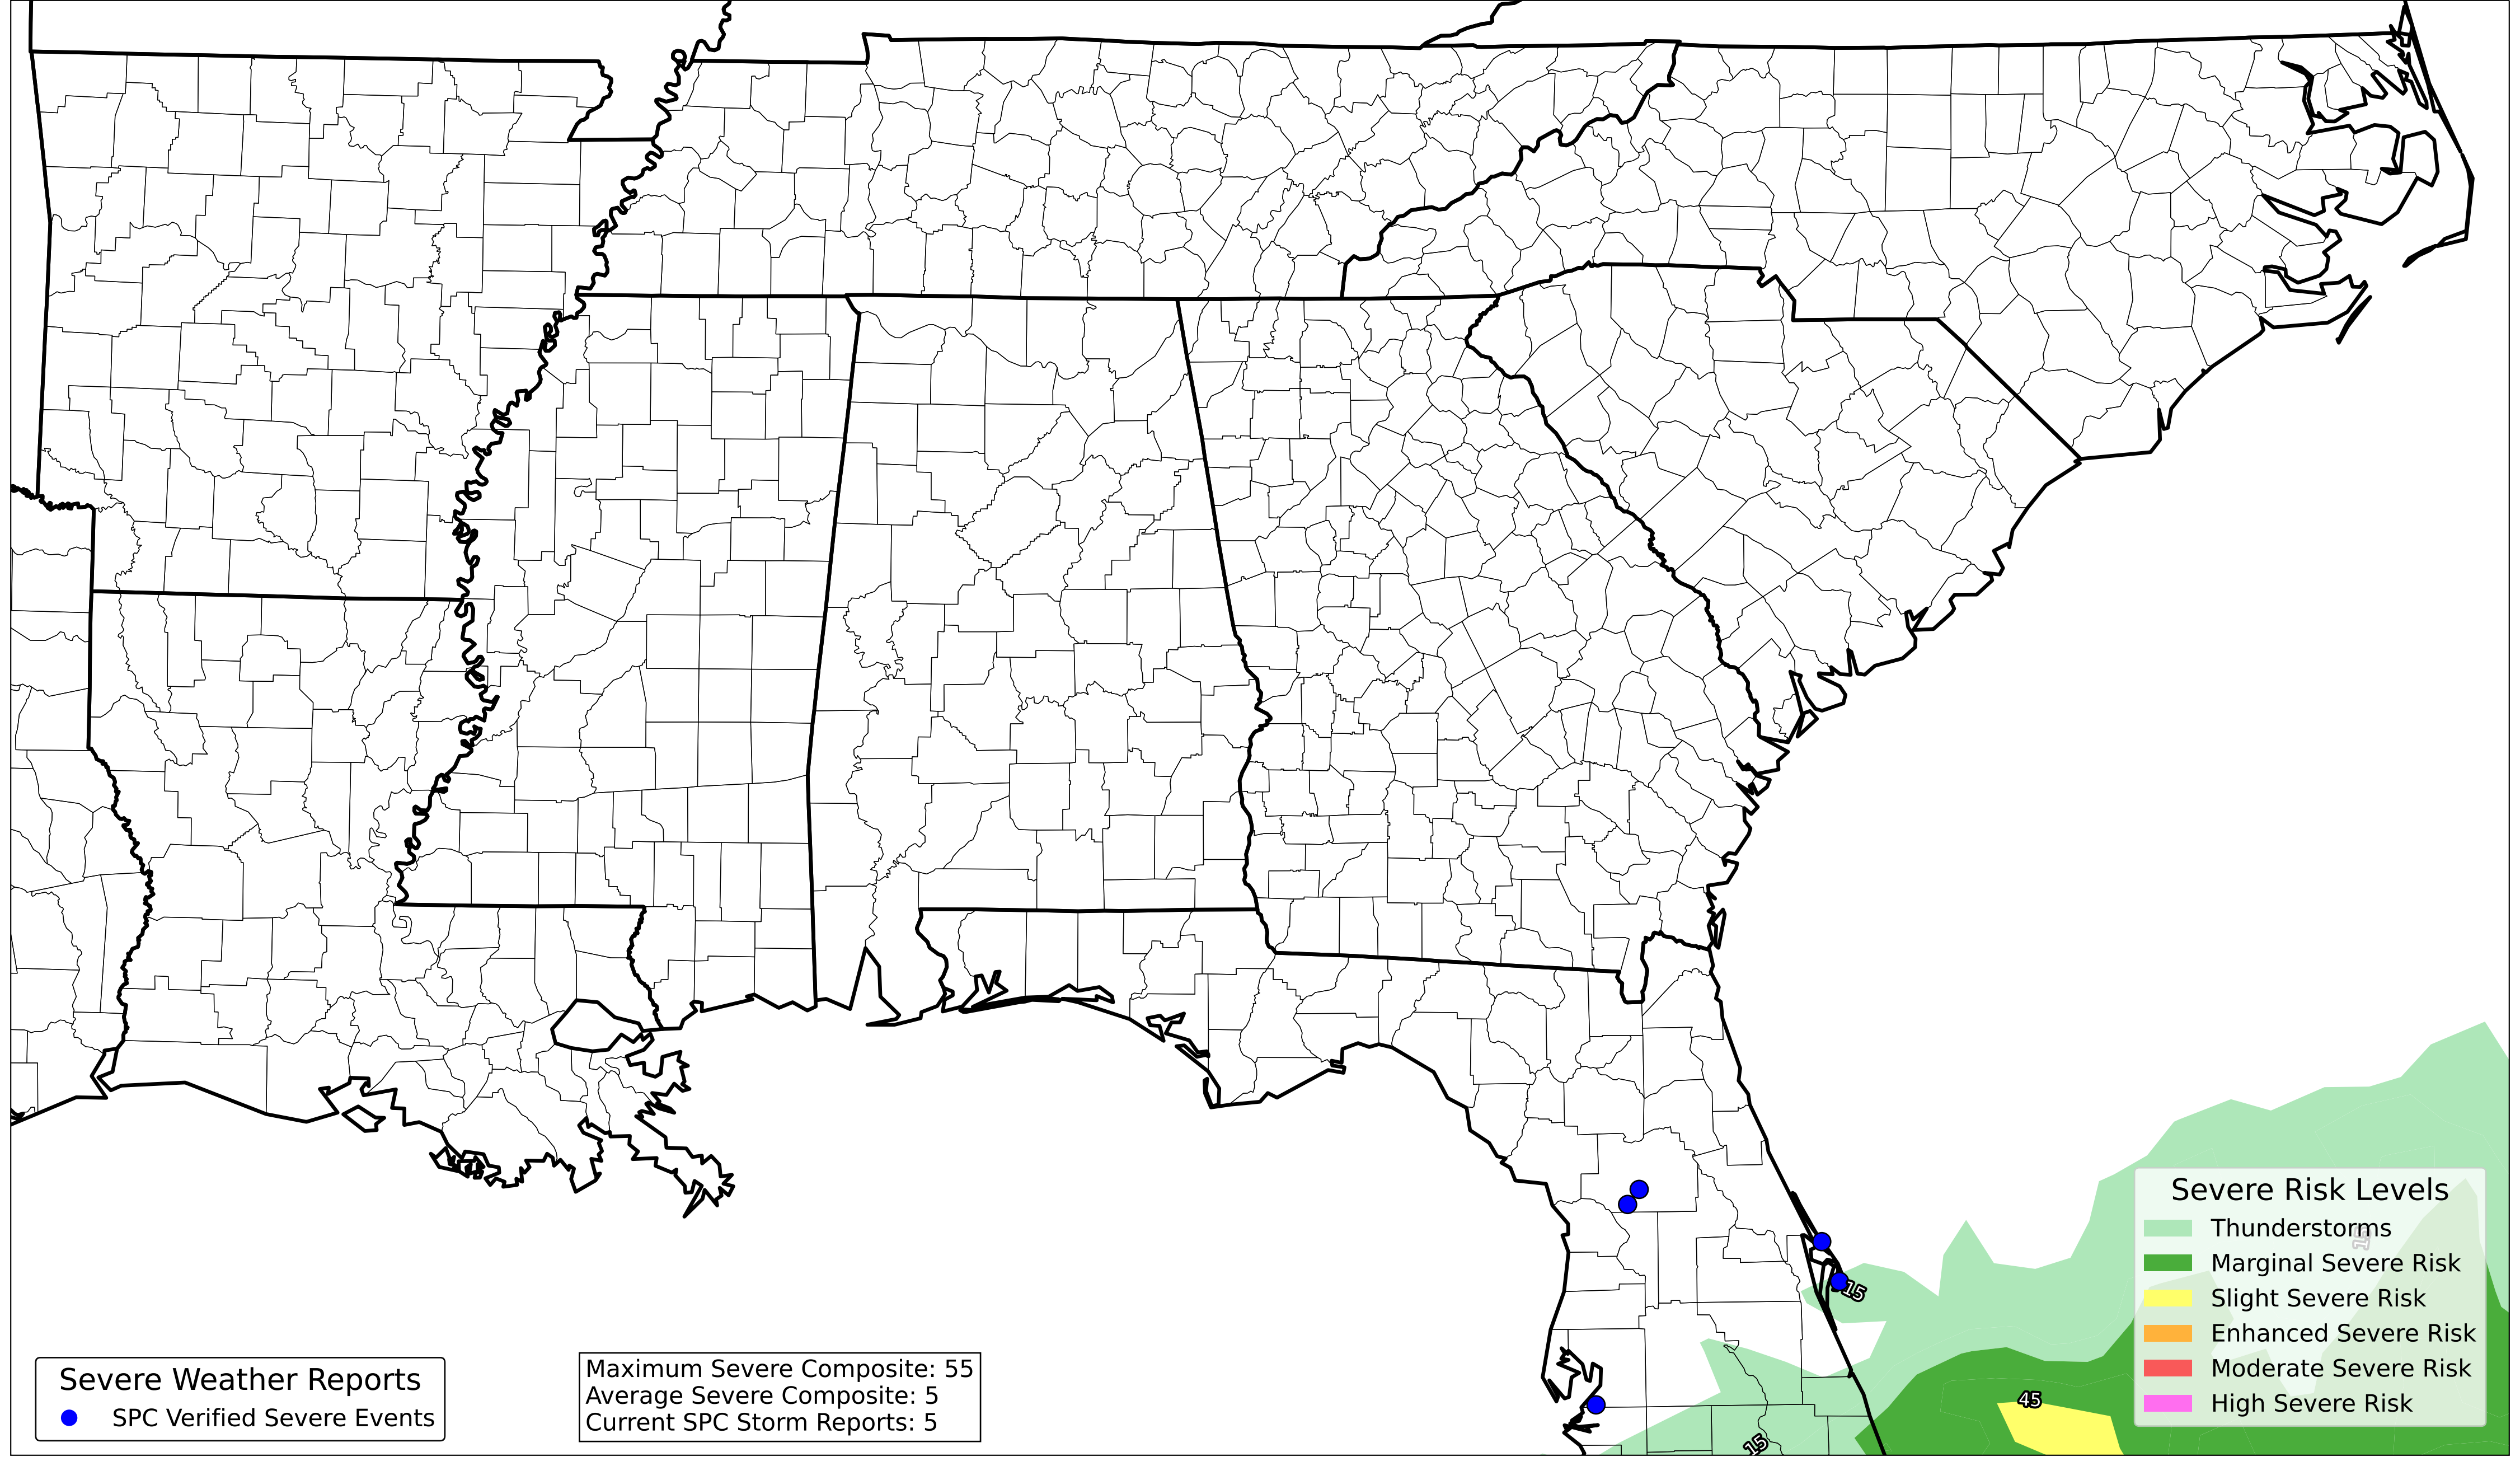 15
Severe Risk Levels
Thunderstorms
Marginal Severe Risk
Slight Severe Risk
Enhanced Severe Risk
Moderate Severe Risk
High Severe Risk
15
45
15
Severe Weather Reports
SPC Verified Severe Events
Maximum Severe Composite: 55
Average Severe Composite: 5
Current SPC Storm Reports: 5